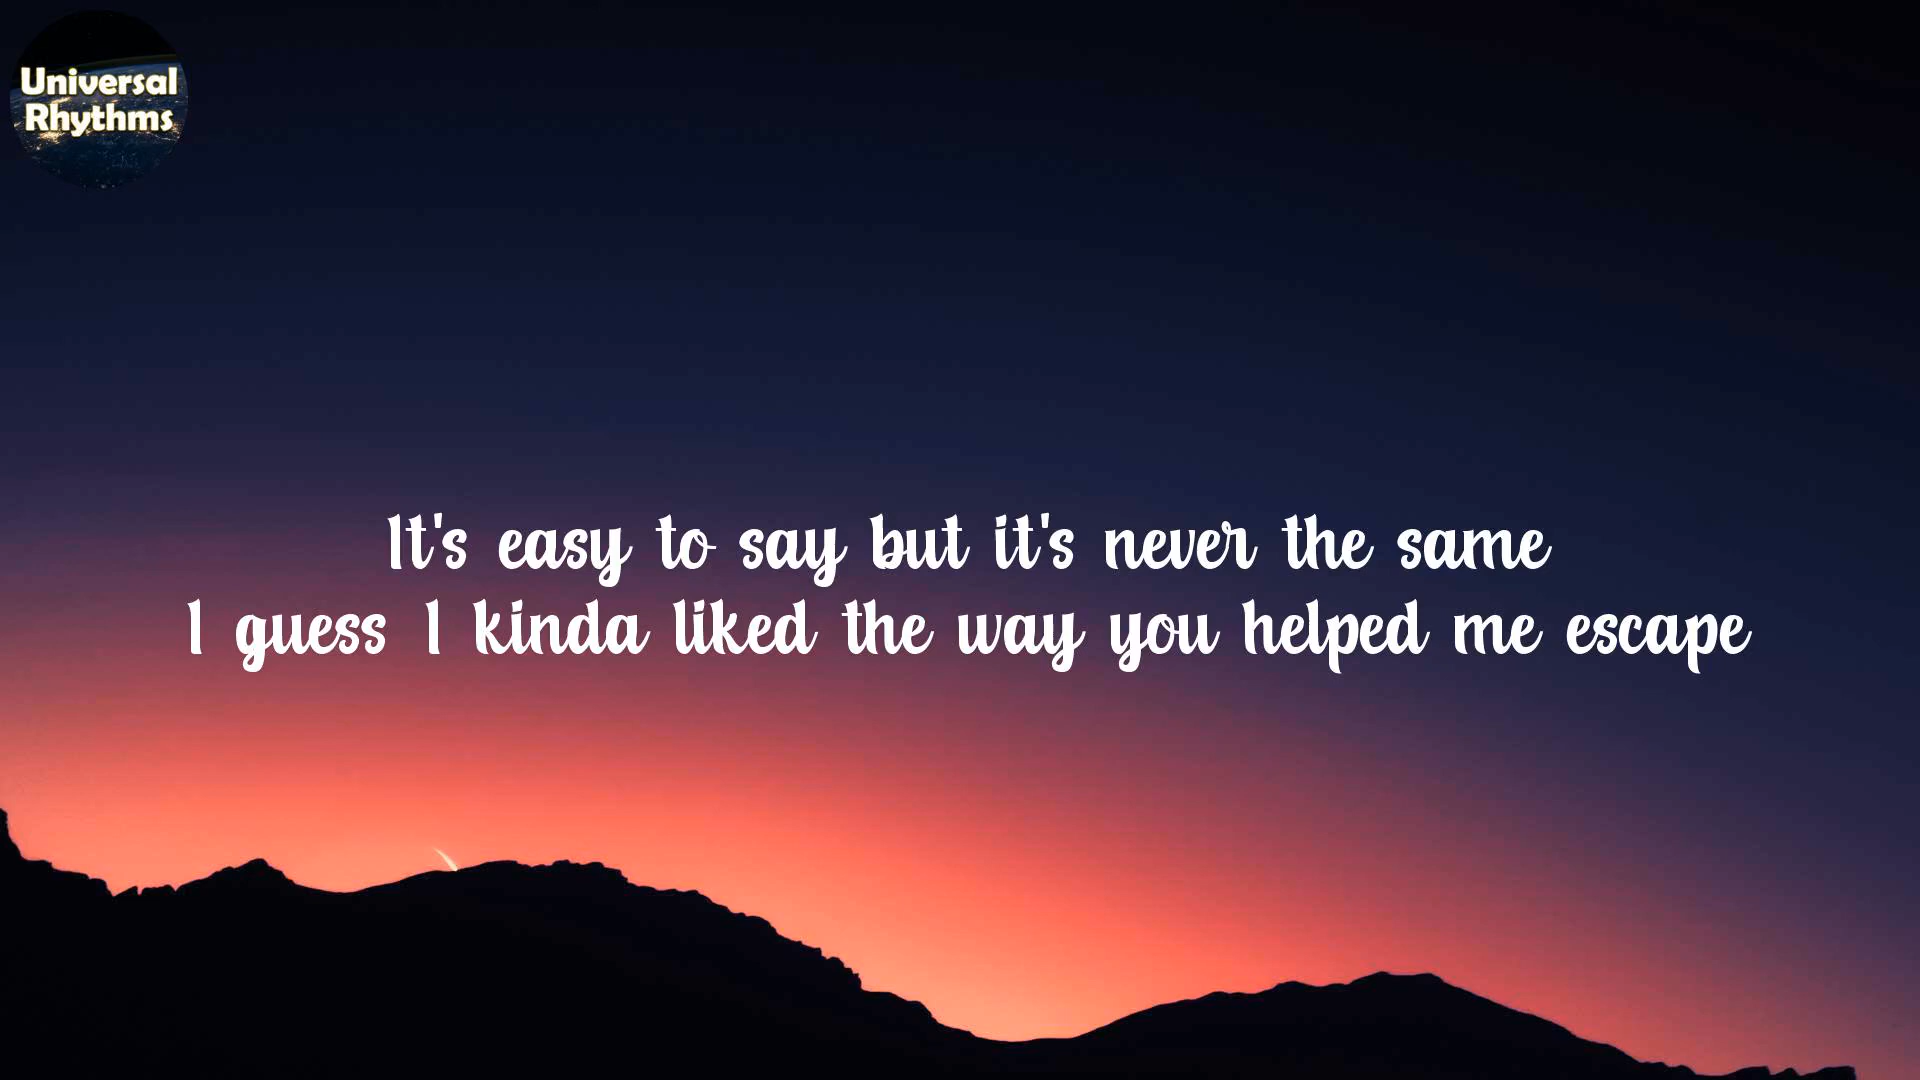 Universal
Rhythms
It's easy to say but it's never the same
I guess I kinda liked the way you helped me escape